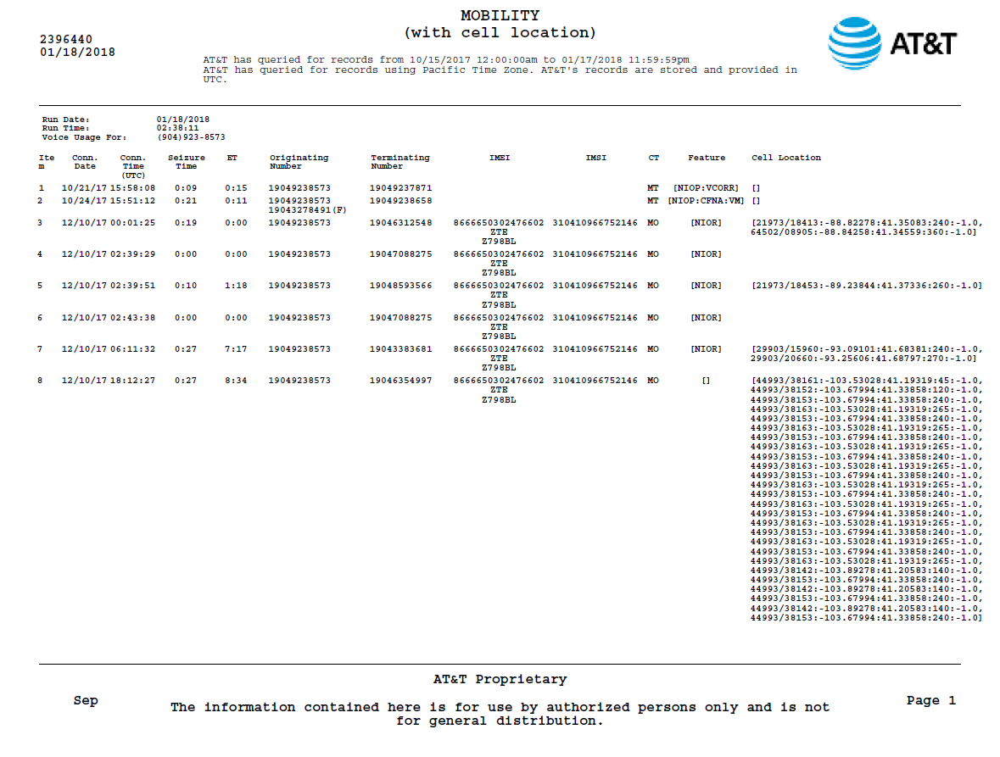 MOBILITY
(with cell location)
2396440
01/18/2018
AT&T
AT&T has queried for records from 10/15/2017 12:00:00am to 01/17/2018 11:59:59pm
AT&T has queried for records using Pacific Time Zone. AT&T's records are stored and provided in
UTC.
Run Date: 01/18/2018
Run Time: 02:38:11
Voice Usage For: (904)923-8573
Ite Conn. Conn. Seizure ET Originating Terminating IMEI IMSI CT Feature Cell Location
m Date Time Time Number Number
(UTC)
1 10/21/17 15:58:08 0:09 0:15 19049238573 19049237871 MT [NIOP:VCORR] []
2 10/24/17 15:51:12 0:21 0:11 19049238573 19049238658 MT [NIOP:CFNA:VM] []
19043278491(F)
3 12/10/17 00:01:25 0:19 0:00 19049238573 19046312548 8666650302476602 310410966752146 MO [NIOR] [21973/18413:-88.82278:41.35083:240:-1.0,
ZTE 64502/08905:-88.84258:41.34559:360:-1.0]
Z798BL
4 12/10/17 02:39:29 0:00 0:00 19049238573 19047088275 8666650302476602 310410966752146 MO [NIOR]
ZTE
Z798BL
5 12/10/17 02:39:51 0:10 1:18 19049238573 19048593566 8666650302476602 310410966752146 MO [NIOR] [21973/18453:-89.23844:41.37336:260:-1.0]
ZTE
Z798BL
6 12/10/17 02:43:38 0:00 0:00 19049238573 19047088275 8666650302476602 310410966752146 MO [NIOR]
ZTE
Z798BL
7 12/10/17 06:11:32 0:27 7:17 19049238573 19043383681 8666650302476602 310410966752146 MO [NIOR] [29903/15960:-93.09101:41.68381:240:-1.0,
ZTE 29903/20660:-93.25606:41.68797:270:-1.0]
Z798BL
8 12/10/17 18:12:27 0:27 8:34 19049238573 19046354997 8666650302476602 310410966752146 MO [] [44993/38161:-103.53028:41.19319:45:-1.0,
ZTE 44993/38152:-103.67994:41.33858:120:-1.0,
44993/38153:-103.67994:41.33858:240:-1.0,
Z798BL
44993/38163:-103.53028:41.19319:265:-1.0,
44993/38153:-103.67994:41.33858:240:-1.0,
44993/38163:-103.53028:41.19319:265:-1.0,
44993/38153:-103.67994:41.33858:240:-1.0,
44993/38163:-103.53028:41.19319:265:-1.0,
44993/38153:-103.67994:41.33858:240:-1.0,
44993/38163:-103.53028:41.19319:265:-1.0,
44993/38153:-103.67994:41.33858:240:-1.0,
44993/38163:-103.53028:41.19319:265:-1.0,
44993/38153:-103.67994:41.33858:240:-1.0,
44993/38163:-103.53028:41.19319:265:-1.0,
44993/38153:-103.67994:41.33858:240:-1.0,
44993/38163:-103.53028:41.19319:265:-1.0,
44993/38153:-103.67994:41.33858:240:-1.0,
44993/38163:-103.53028:41.19319:265:-1.0,
44993/38153:-103.67994:41.33858:240:-1.0,
44993/38163:-103.53028:41.19319:265:-1.0,
44993/38142:-103.89278:41.20583:140:-1.0,
44993/38153:-103.67994:41.33858:240:-1.0,
44993/38142:-103.89278:41.20583:140:-1.0,
44993/38153:-103.67994:41.33858:240:-1.0,
44993/38142:-103.89278:41.20583:140:-1.0,
44993/38153:-103.67994:41.33858:240:-1.0]
AT&T Proprietary
Sep
Page 1
The information contained here is for use by authorized persons only and is not
for general distribution.